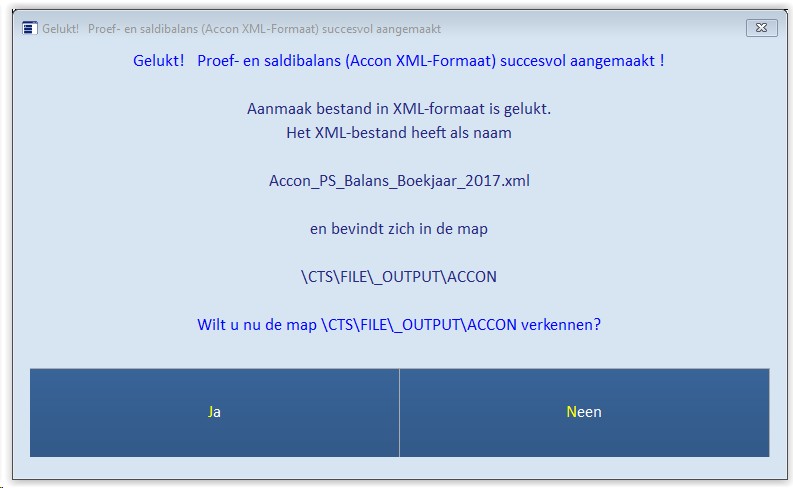 Gelukt!   Proef- en saldibalans (Accon XML-Formaat) succesvol aangemaakt
Gelukt!   Proef- en saldibalans (Accon XML-Formaat) succesvol aangemaakt !
Aanmaak bestand in XML-formaat is gelukt.
Het XML-bestand heeft als naam
Accon_PS_Balans_Boekjaar_2017.xml
en bevindt zich in de map
\CTS\FILE\_OUTPUT\ACCON
Wilt u nu de map \CTS\FILE\_OUTPUT\ACCON verkennen?
Ja
Neen